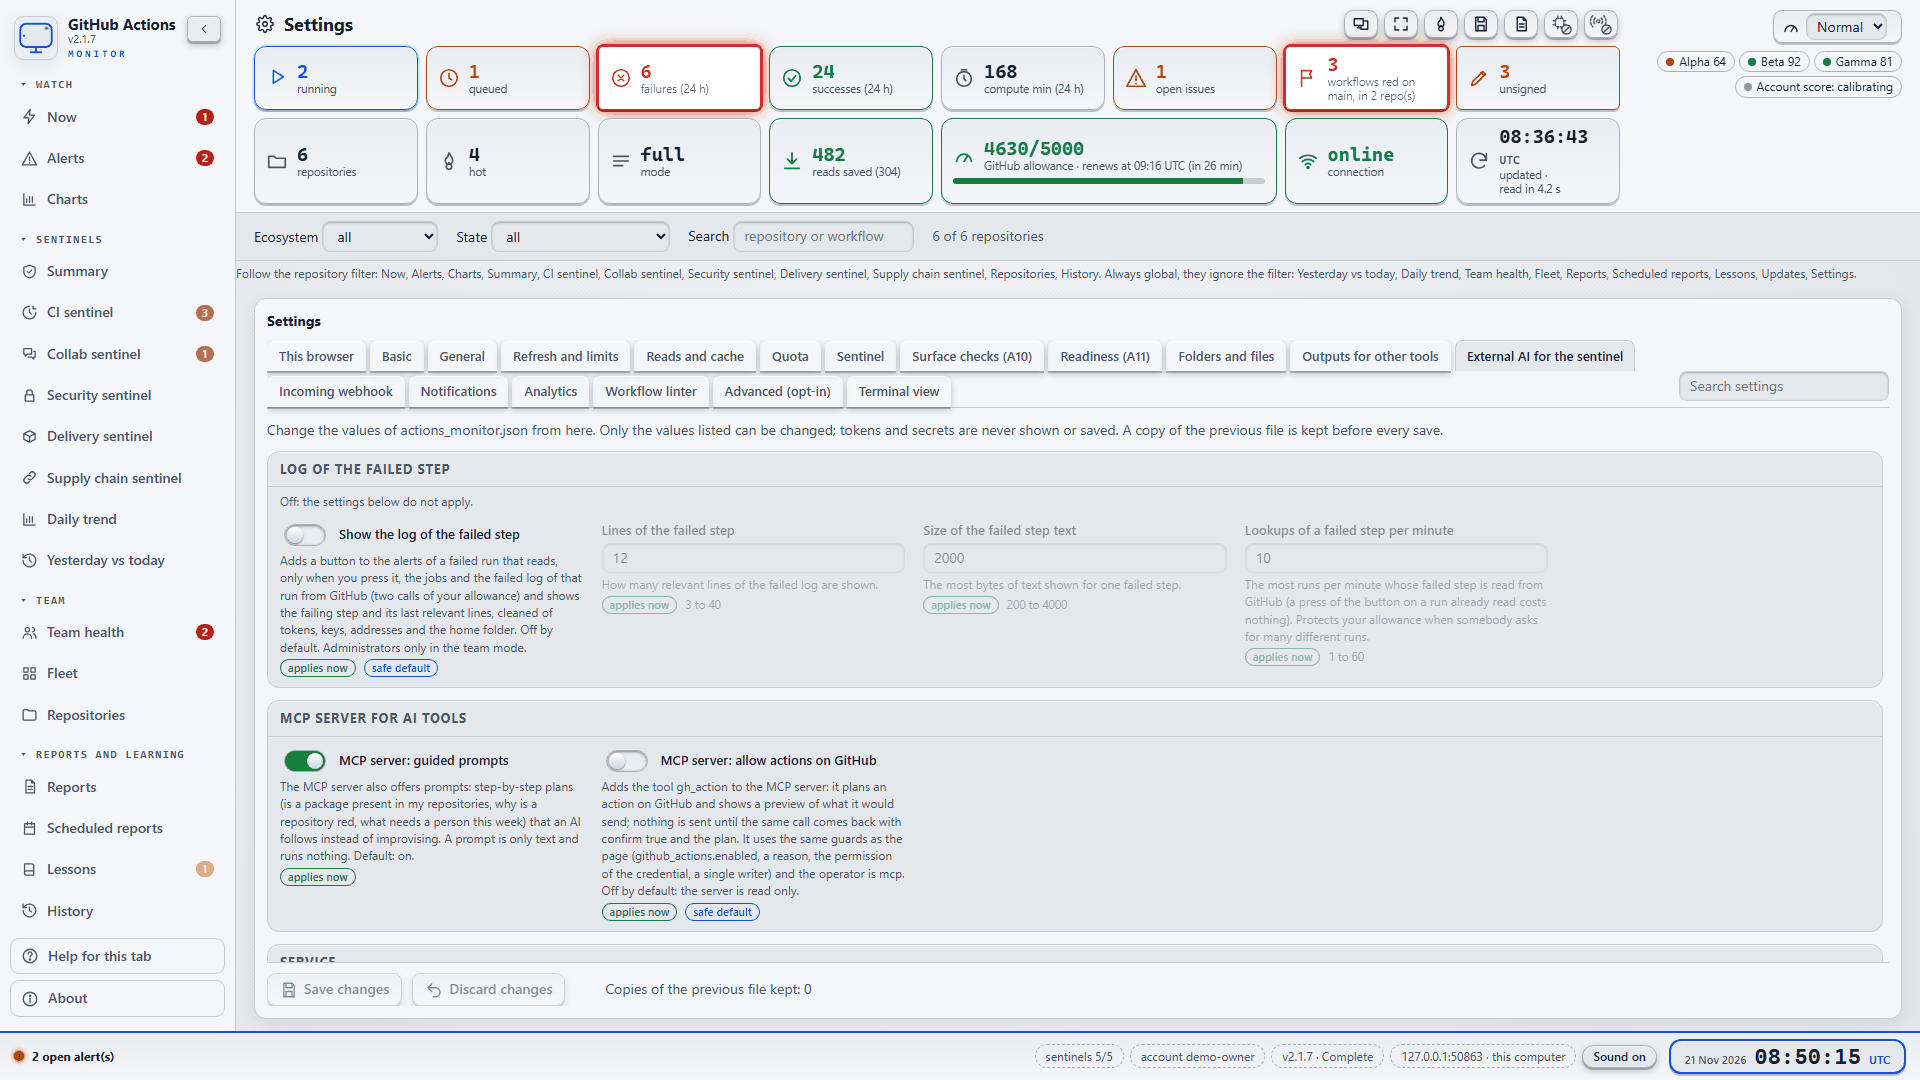 GitHub Actions
v2.1.7
MONITOR
WATCH
Now 1
Alerts 2
Charts
SENTINELS
Summary
CI sentinel 3
Collab sentinel 1
Security sentinel
Delivery sentinel
Supply chain sentinel
Daily trend
Yesterday vs today
TEAM
Team health 2
Fleet
Repositories
REPORTS AND LEARNING
Reports
Scheduled reports
Lessons 1
History
Help for this tab
About
Settings
Normal
2
running
1
queued
6
failures (24 h)
24
successes (24 h)
168
compute min (24 h)
1
open issues
3
workflows red on
main, in 2 repo(s)
3
unsigned
Alpha 64 Beta 92 Gamma 81
Account score: calibrating
6
repositories
4
hot
full
mode
482
reads saved (304)
4630/5000
GitHub allowance · renews at 09:16 UTC (in 26 min)
online
connection
08:36:43
UTC
updated ·
read in 4.2 s
Ecosystem all State all Search repository or workflow 6 of 6 repositories
Follow the repository filter: Now, Alerts, Charts, Summary, CI sentinel, Collab sentinel, Security sentinel, Delivery sentinel, Supply chain sentinel, Repositories, History. Always global, they ignore the filter: Yesterday vs today, Daily trend, Team health, Fleet, Reports, Scheduled reports, Lessons, Updates, Settings.
Settings
This browser Basic General Refresh and limits Reads and cache Quota Sentinel Surface checks (A10) Readiness (A11) Folders and files Outputs for other tools External AI for the sentinel
Incoming webhook Notifications Analytics Workflow linter Advanced (opt-in) Terminal view
Search settings
Change the values of actions_monitor.json from here. Only the values listed can be changed; tokens and secrets are never shown or saved. A copy of the previous file is kept before every save.
LOG OF THE FAILED STEP
Off: the settings below do not apply.
Show the log of the failed step
Adds a button to the alerts of a failed run that reads,
only when you press it, the jobs and the failed log of that
run from GitHub (two calls of your allowance) and shows
the failing step and its last relevant lines, cleaned of
tokens, keys, addresses and the home folder. Off by
default. Administrators only in the team mode.
applies now safe default
Lines of the failed step
12
How many relevant lines of the failed log are shown.
applies now 3 to 40
Size of the failed step text
2000
The most bytes of text shown for one failed step.
applies now 200 to 4000
Lookups of a failed step per minute
10
The most runs per minute whose failed step is read from
GitHub (a press of the button on a run already read costs
nothing). Protects your allowance when somebody asks
for many different runs.
applies now 1 to 60
MCP SERVER FOR AI TOOLS
MCP server: guided prompts
The MCP server also offers prompts: step-by-step plans
(is a package present in my repositories, why is a
repository red, what needs a person this week) that an AI
follows instead of improvising. A prompt is only text and
runs nothing. Default: on.
applies now
MCP server: allow actions on GitHub
Adds the tool gh_action to the MCP server: it plans an
action on GitHub and shows a preview of what it would
send; nothing is sent until the same call comes back with
confirm true and the plan. It uses the same guards as the
page (github_actions.enabled, a reason, the permission
of the credential, a single writer) and the operator is mcp.
Off by default: the server is read only.
applies now safe default
SERVICE
Save changes Discard changes Copies of the previous file kept: 0
2 open alert(s)
sentinels 5/5 account demo-owner v2.1.7 · Complete 127.0.0.1:50863 · this computer Sound on 21 Nov 2026 08:50:15 UTC